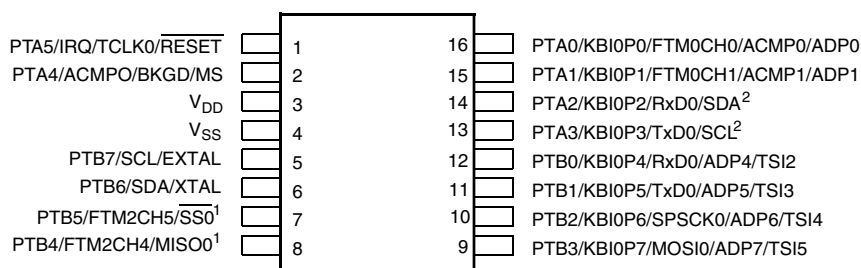 PTA5/IRQ/TCLK0/RESET 1 16 PTA0/KBI0P0/FTM0CH0/ACMP0/ADP0
PTA4/ACMPO/BKGD/MS 2 15 PTA1/KBI0P1/FTM0CH1/ACMP1/ADP1
VDD 3 14 PTA2/KBI0P2/RxD0/SDA2
VSS 4 13 PTA3/KBI0P3/TxD0/SCL2
PTB7/SCL/EXTAL 5 12 PTB0/KBI0P4/RxD0/ADP4/TSI2
PTB6/SDA/XTAL 6 11 PTB1/KBI0P5/TxD0/ADP5/TSI3
PTB5/FTM2CH5/SS01 7 10 PTB2/KBI0P6/SPSCK0/ADP6/TSI4
PTB4/FTM2CH4/MISO01 8 9 PTB3/KBI0P7/MOSI0/ADP7/TSI5